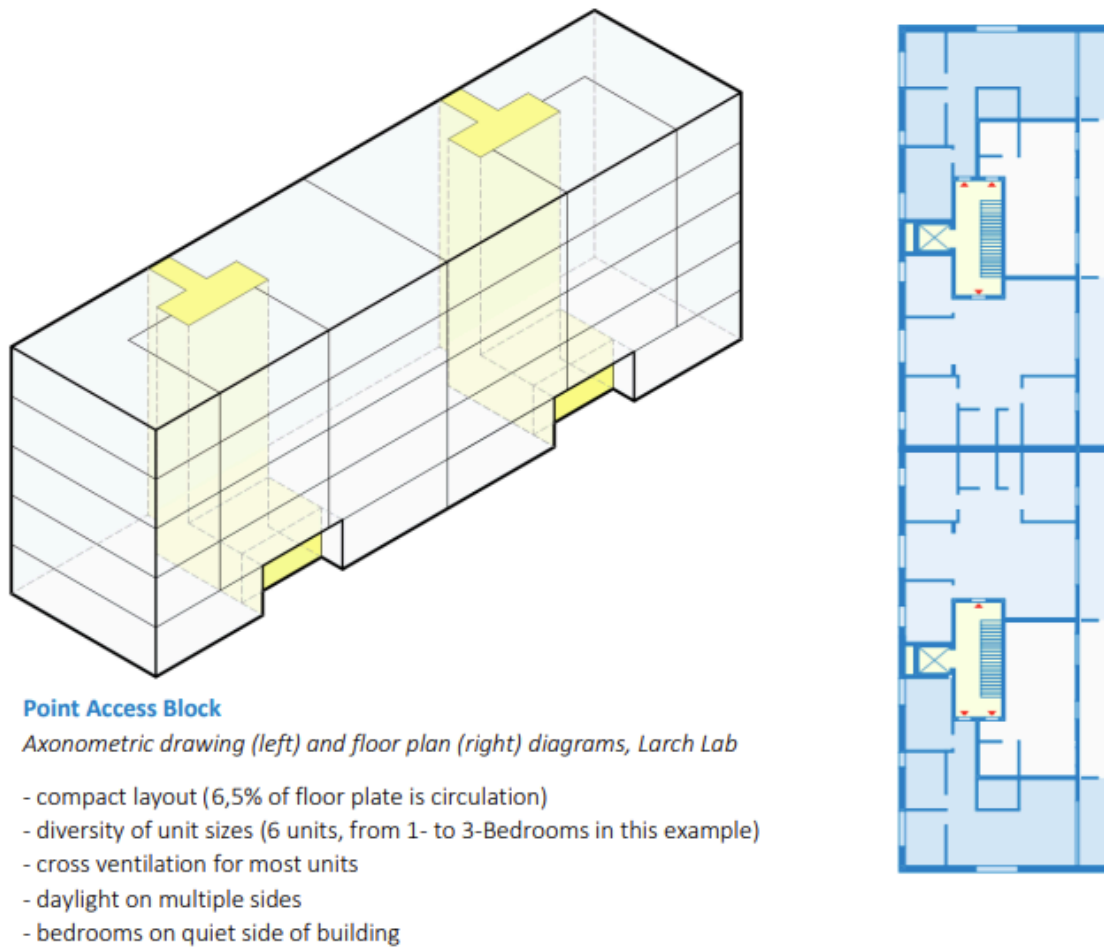 Point Access Block
Axonometric drawing (left) and floor plan (right) diagrams, Larch Lab
- compact layout (6,5% of floor plate is circulation)
- diversity of unit sizes (6 units, from 1- to 3-Bedrooms in this example)
- cross ventilation for most units
- daylight on multiple sides
- bedrooms on quiet side of building